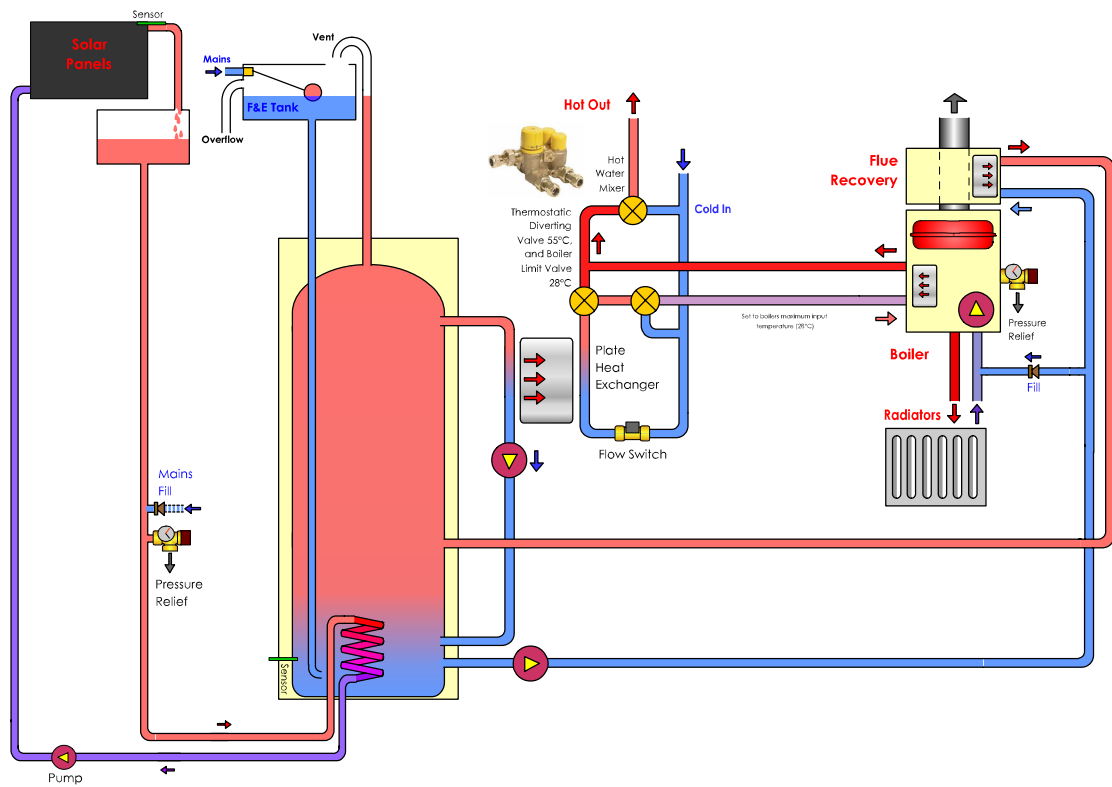 Sensor
Solar
Panels
Vent
Mains
F&E Tank
Overflow
Hot Out
Hot
Water
Mixer
Cold In
Thermostatic
Diverting
Valve 55°C,
and Boiler
Limit Valve
28°C
Flue
Recovery
Set to boilers maximum input
temperature (28°C)
Pressure
Relief
Boiler
Fill
Radiators
Plate
Heat
Exchanger
Flow Switch
Mains
Fill
Pressure
Relief
Sensor
Pump